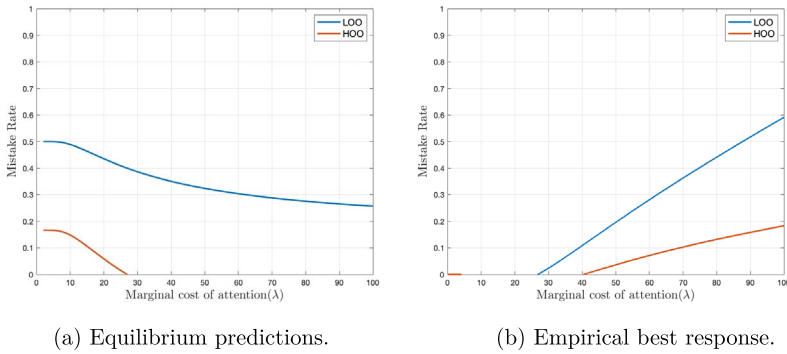 1
0.9
0.8
0.7
0.6
0.5
0.4
0.3
0.2
0.1
0
Mistake Rate
LOO
HOO
0 10 20 30 40 50 60 70 80 90 100
Marginal cost of attention(λ)
(a) Equilibrium predictions.
1
0.9
0.8
0.7
0.6
0.5
0.4
0.3
0.2
0.1
0
Mistake Rate
LOO
HOO
0 10 20 30 40 50 60 70 80 90 100
Marginal cost of attention(λ)
(b) Empirical best response.